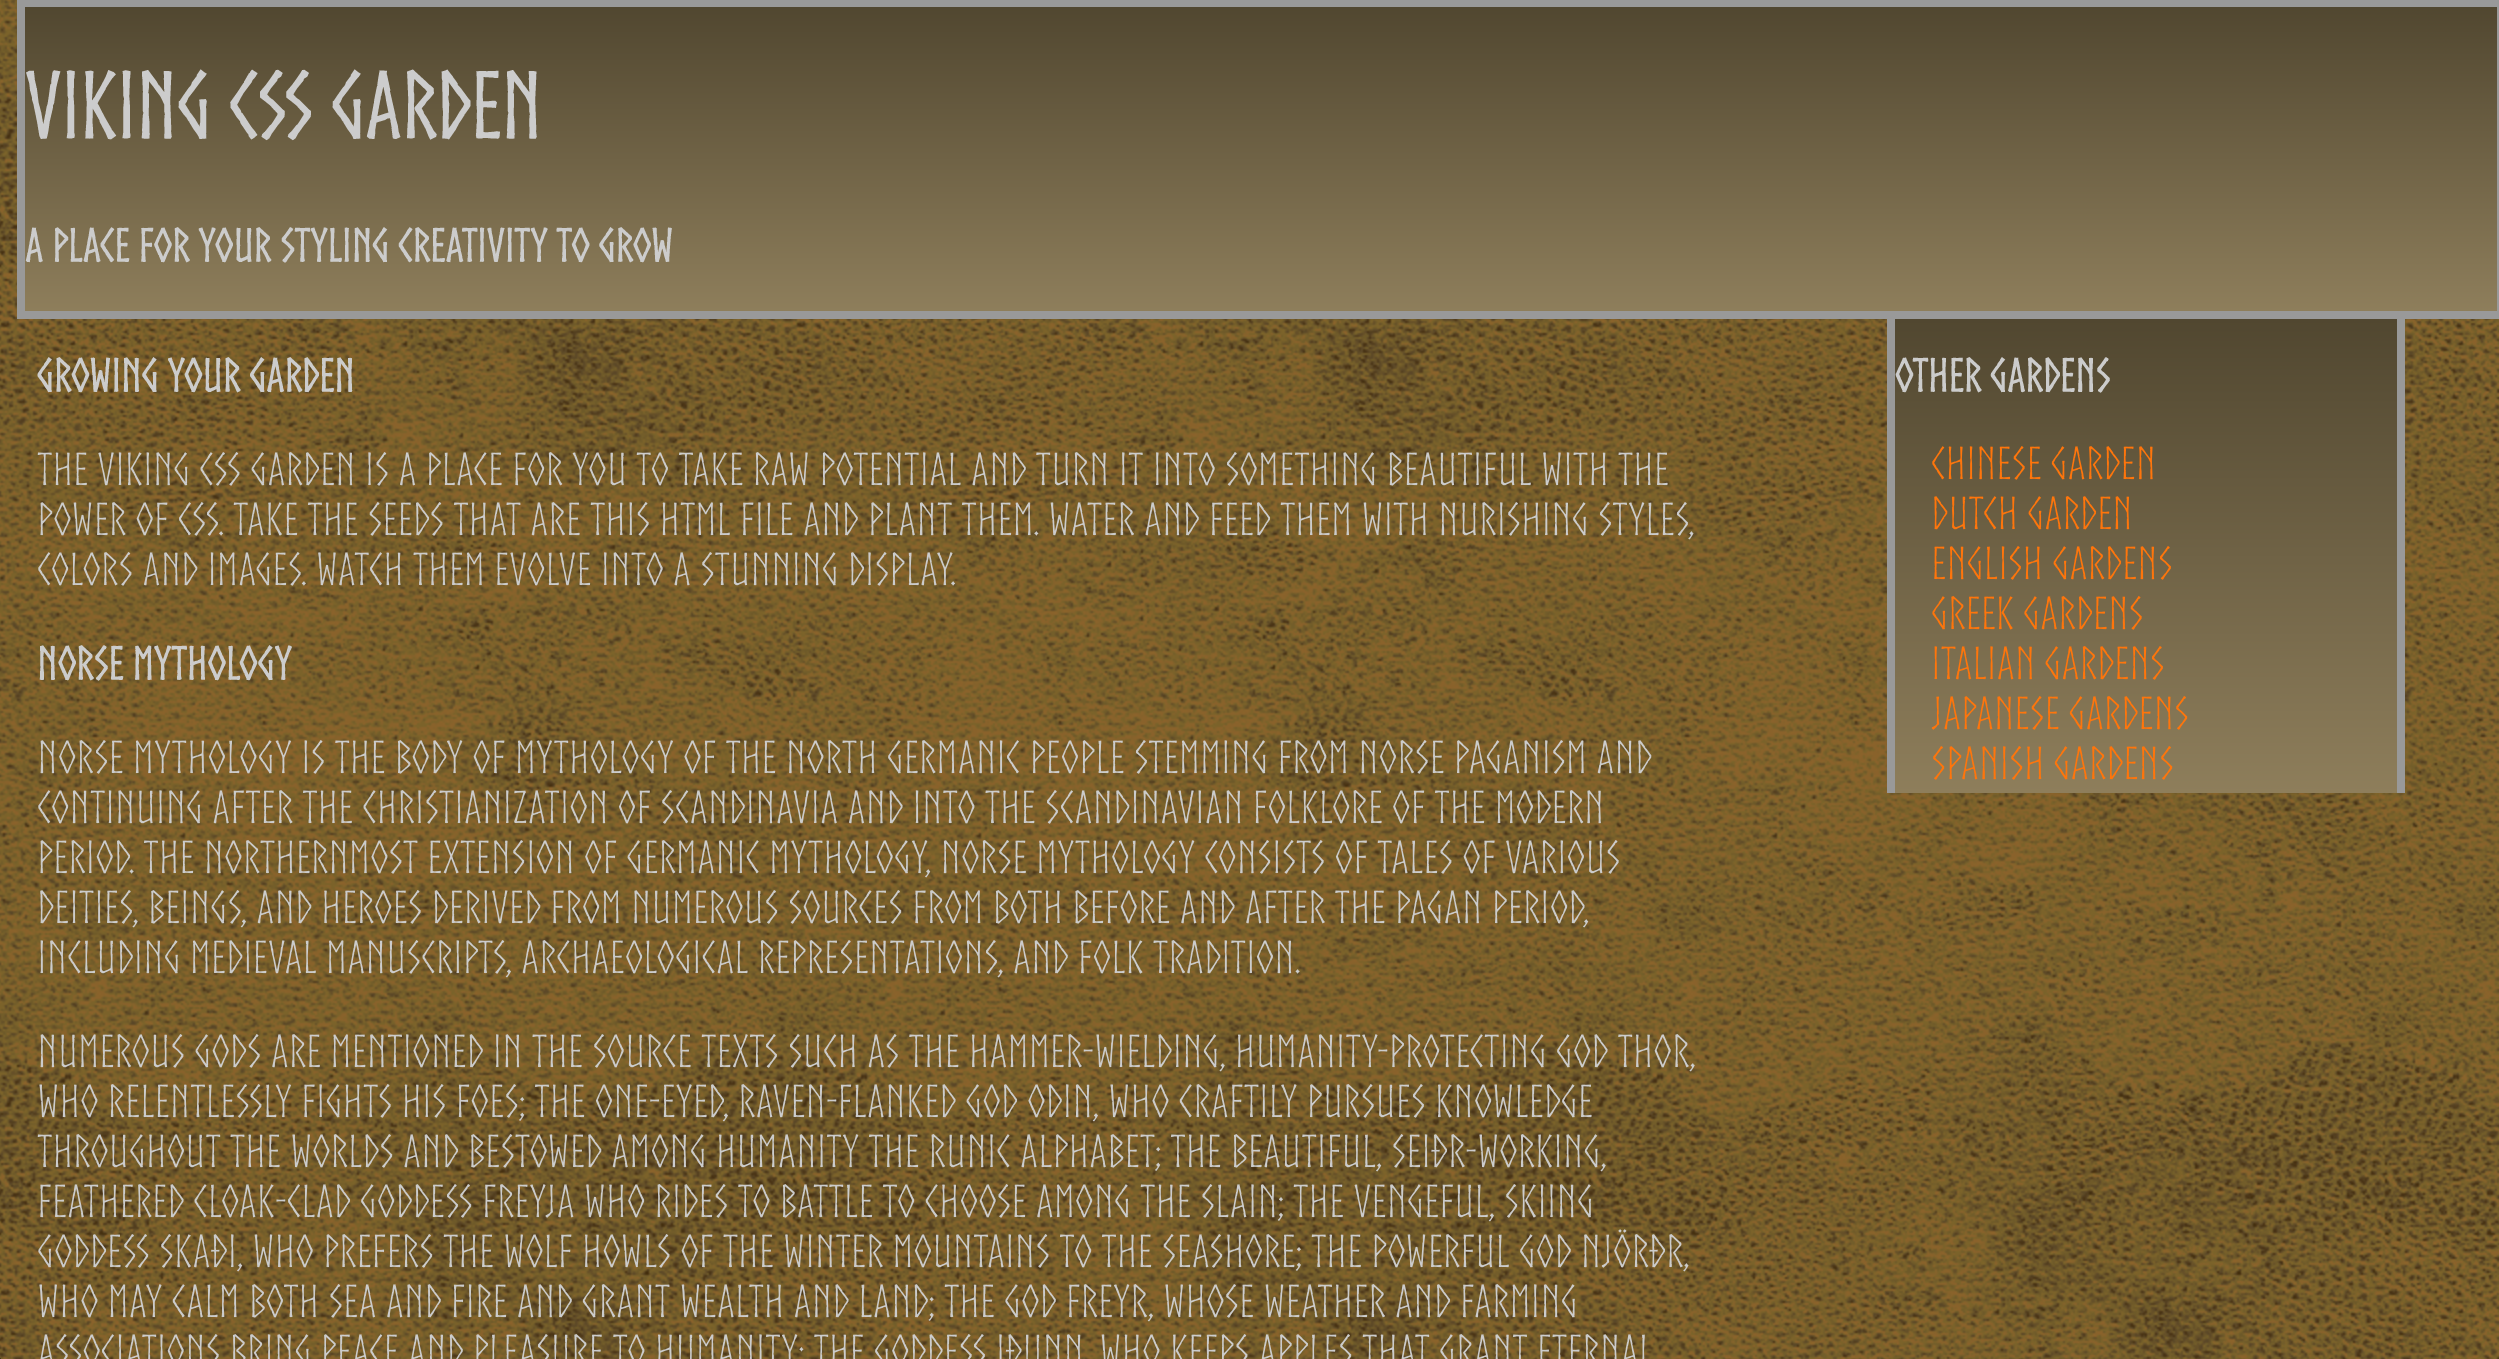 VIKING CSS GARDEN
A PLACE FOR YOUR STYLING CREATIVITY TO GROW
GROWING YOUR GARDEN
THE VIKING CSS GARDEN IS A PLACE FOR YOU TO TAKE RAW POTENTIAL AND TURN IT INTO SOMETHING BEAUTIFUL WITH THE
POWER OF CSS. TAKE THE SEEDS THAT ARE THIS HTML FILE AND PLANT THEM. WATER AND FEED THEM WITH NURISHING STYLES,
COLORS AND IMAGES. WATCH THEM EVOLVE INTO A STUNNING DISPLAY.
NORSE MYTHOLOGY
NORSE MYTHOLOGY IS THE BODY OF MYTHOLOGY OF THE NORTH GERMANIC PEOPLE STEMMING FROM NORSE PAGANISM AND
CONTINUING AFTER THE CHRISTIANIZATION OF SCANDINAVIA AND INTO THE SCANDINAVIAN FOLKLORE OF THE MODERN
PERIOD. THE NORTHERNMOST EXTENSION OF GERMANIC MYTHOLOGY, NORSE MYTHOLOGY CONSISTS OF TALES OF VARIOUS
DEITIES, BEINGS, AND HEROES DERIVED FROM NUMEROUS SOURCES FROM BOTH BEFORE AND AFTER THE PAGAN PERIOD,
INCLUDING MEDIEVAL MANUSCRIPTS, ARCHAEOLOGICAL REPRESENTATIONS, AND FOLK TRADITION.
NUMEROUS GODS ARE MENTIONED IN THE SOURCE TEXTS SUCH AS THE HAMMER-WIELDING, HUMANITY-PROTECTING GOD THOR,
WHO RELENTLESSLY FIGHTS HIS FOES; THE ONE-EYED, RAVEN-FLANKED GOD ODIN, WHO CRAFTILY PURSUES KNOWLEDGE
THROUGHOUT THE WORLDS AND BESTOWED AMONG HUMANITY THE RUNIC ALPHABET; THE BEAUTIFUL, SEIÐR-WORKING,
FEATHERED CLOAK-CLAD GODDESS FREYJA WHO RIDES TO BATTLE TO CHOOSE AMONG THE SLAIN; THE VENGEFUL, SKIING
GODDESS SKAÐI, WHO PREFERS THE WOLF HOWLS OF THE WINTER MOUNTAINS TO THE SEASHORE; THE POWERFUL GOD NJÖRÐR,
WHO MAY CALM BOTH SEA AND FIRE AND GRANT WEALTH AND LAND; THE GOD FREYR, WHOSE WEATHER AND FARMING
ASSOCIATIONS BRING PEACE AND PLEASURE TO HUMANITY; THE GODDESS IÐUNN, WHO KEEPS APPLES THAT GRANT ETERNAL
OTHER GARDENS
CHINESE GARDEN
DUTCH GARDEN
ENGLISH GARDENS
GREEK GARDENS
ITALIAN GARDENS
JAPANESE GARDENS
SPANISH GARDENS